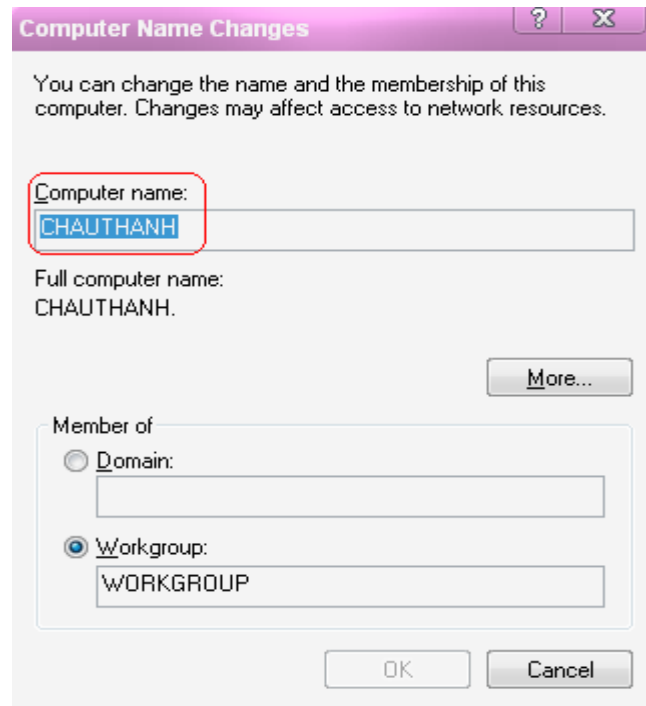 Computer Name Changes
You can change the name and the membership of this
computer. Changes may affect access to network resources.
Computer name:
CHAUTHANH
Full computer name:
CHAUTHANH.
More...
Member of
Domain:
Workgroup:
WORKGROUP
OK
Cancel